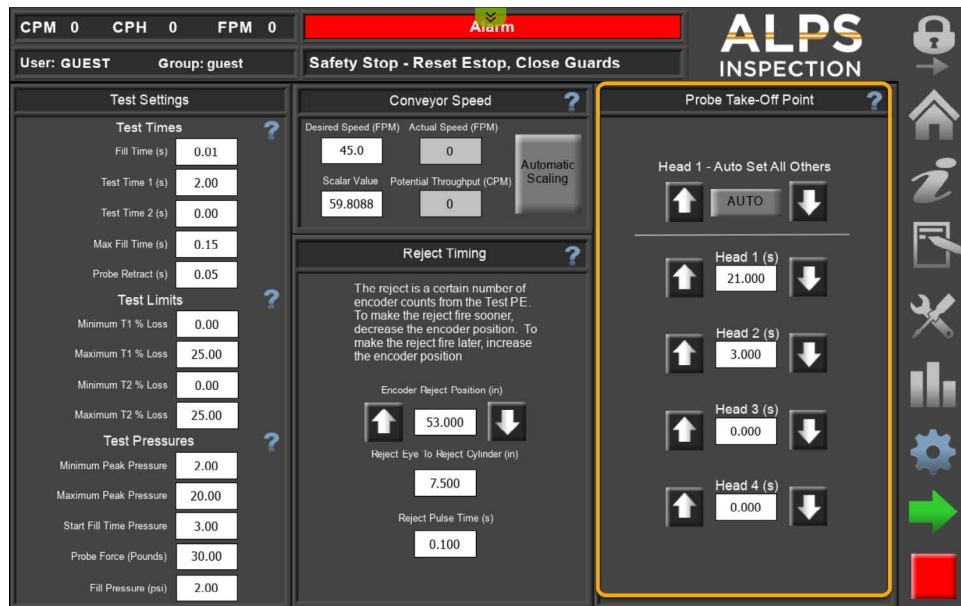 CPM 0 CPH 0 FPM 0
Alarm
ALPS
INSPECTION
User: GUEST Group: guest
Safety Stop - Reset Estop, Close Guards
Test Settings
Test Times ?
Fill Time (s) 0.01
Test Time 1 (s) 2.00
Test Time 2 (s) 0.00
Max Fill Time (s) 0.15
Probe Retract (s) 0.05
Test Limits ?
Minimum T1 % Loss 0.00
Maximum T1 % Loss 25.00
Minimum T2 % Loss 0.00
Maximum T2 % Loss 25.00
Test Pressures ?
Minimum Peak Pressure 2.00
Maximum Peak Pressure 20.00
Start Fill Time Pressure 3.00
Probe Force (Pounds) 30.00
Fill Pressure (psi) 2.00
Conveyor Speed ?
Desired Speed (FPM) Actual Speed (FPM)
45.0 0
Scalar Value Potential Throughput (CPM)
59.8088 0
Automatic
Scaling
Reject Timing ?
The reject is a certain number of
encoder counts from the Test PE.
To make the reject fire sooner,
decrease the encoder position. To
make the reject fire later, increase
the encoder position
Encoder Reject Position (in)
53.000
Reject Eye To Reject Cylinder (in)
7.500
Reject Pulse Time (s)
0.100
Probe Take-Off Point ?
Head 1 - Auto Set All Others
AUTO
Head 1 (s)
21.000
Head 2 (s)
3.000
Head 3 (s)
0.000
Head 4 (s)
0.000